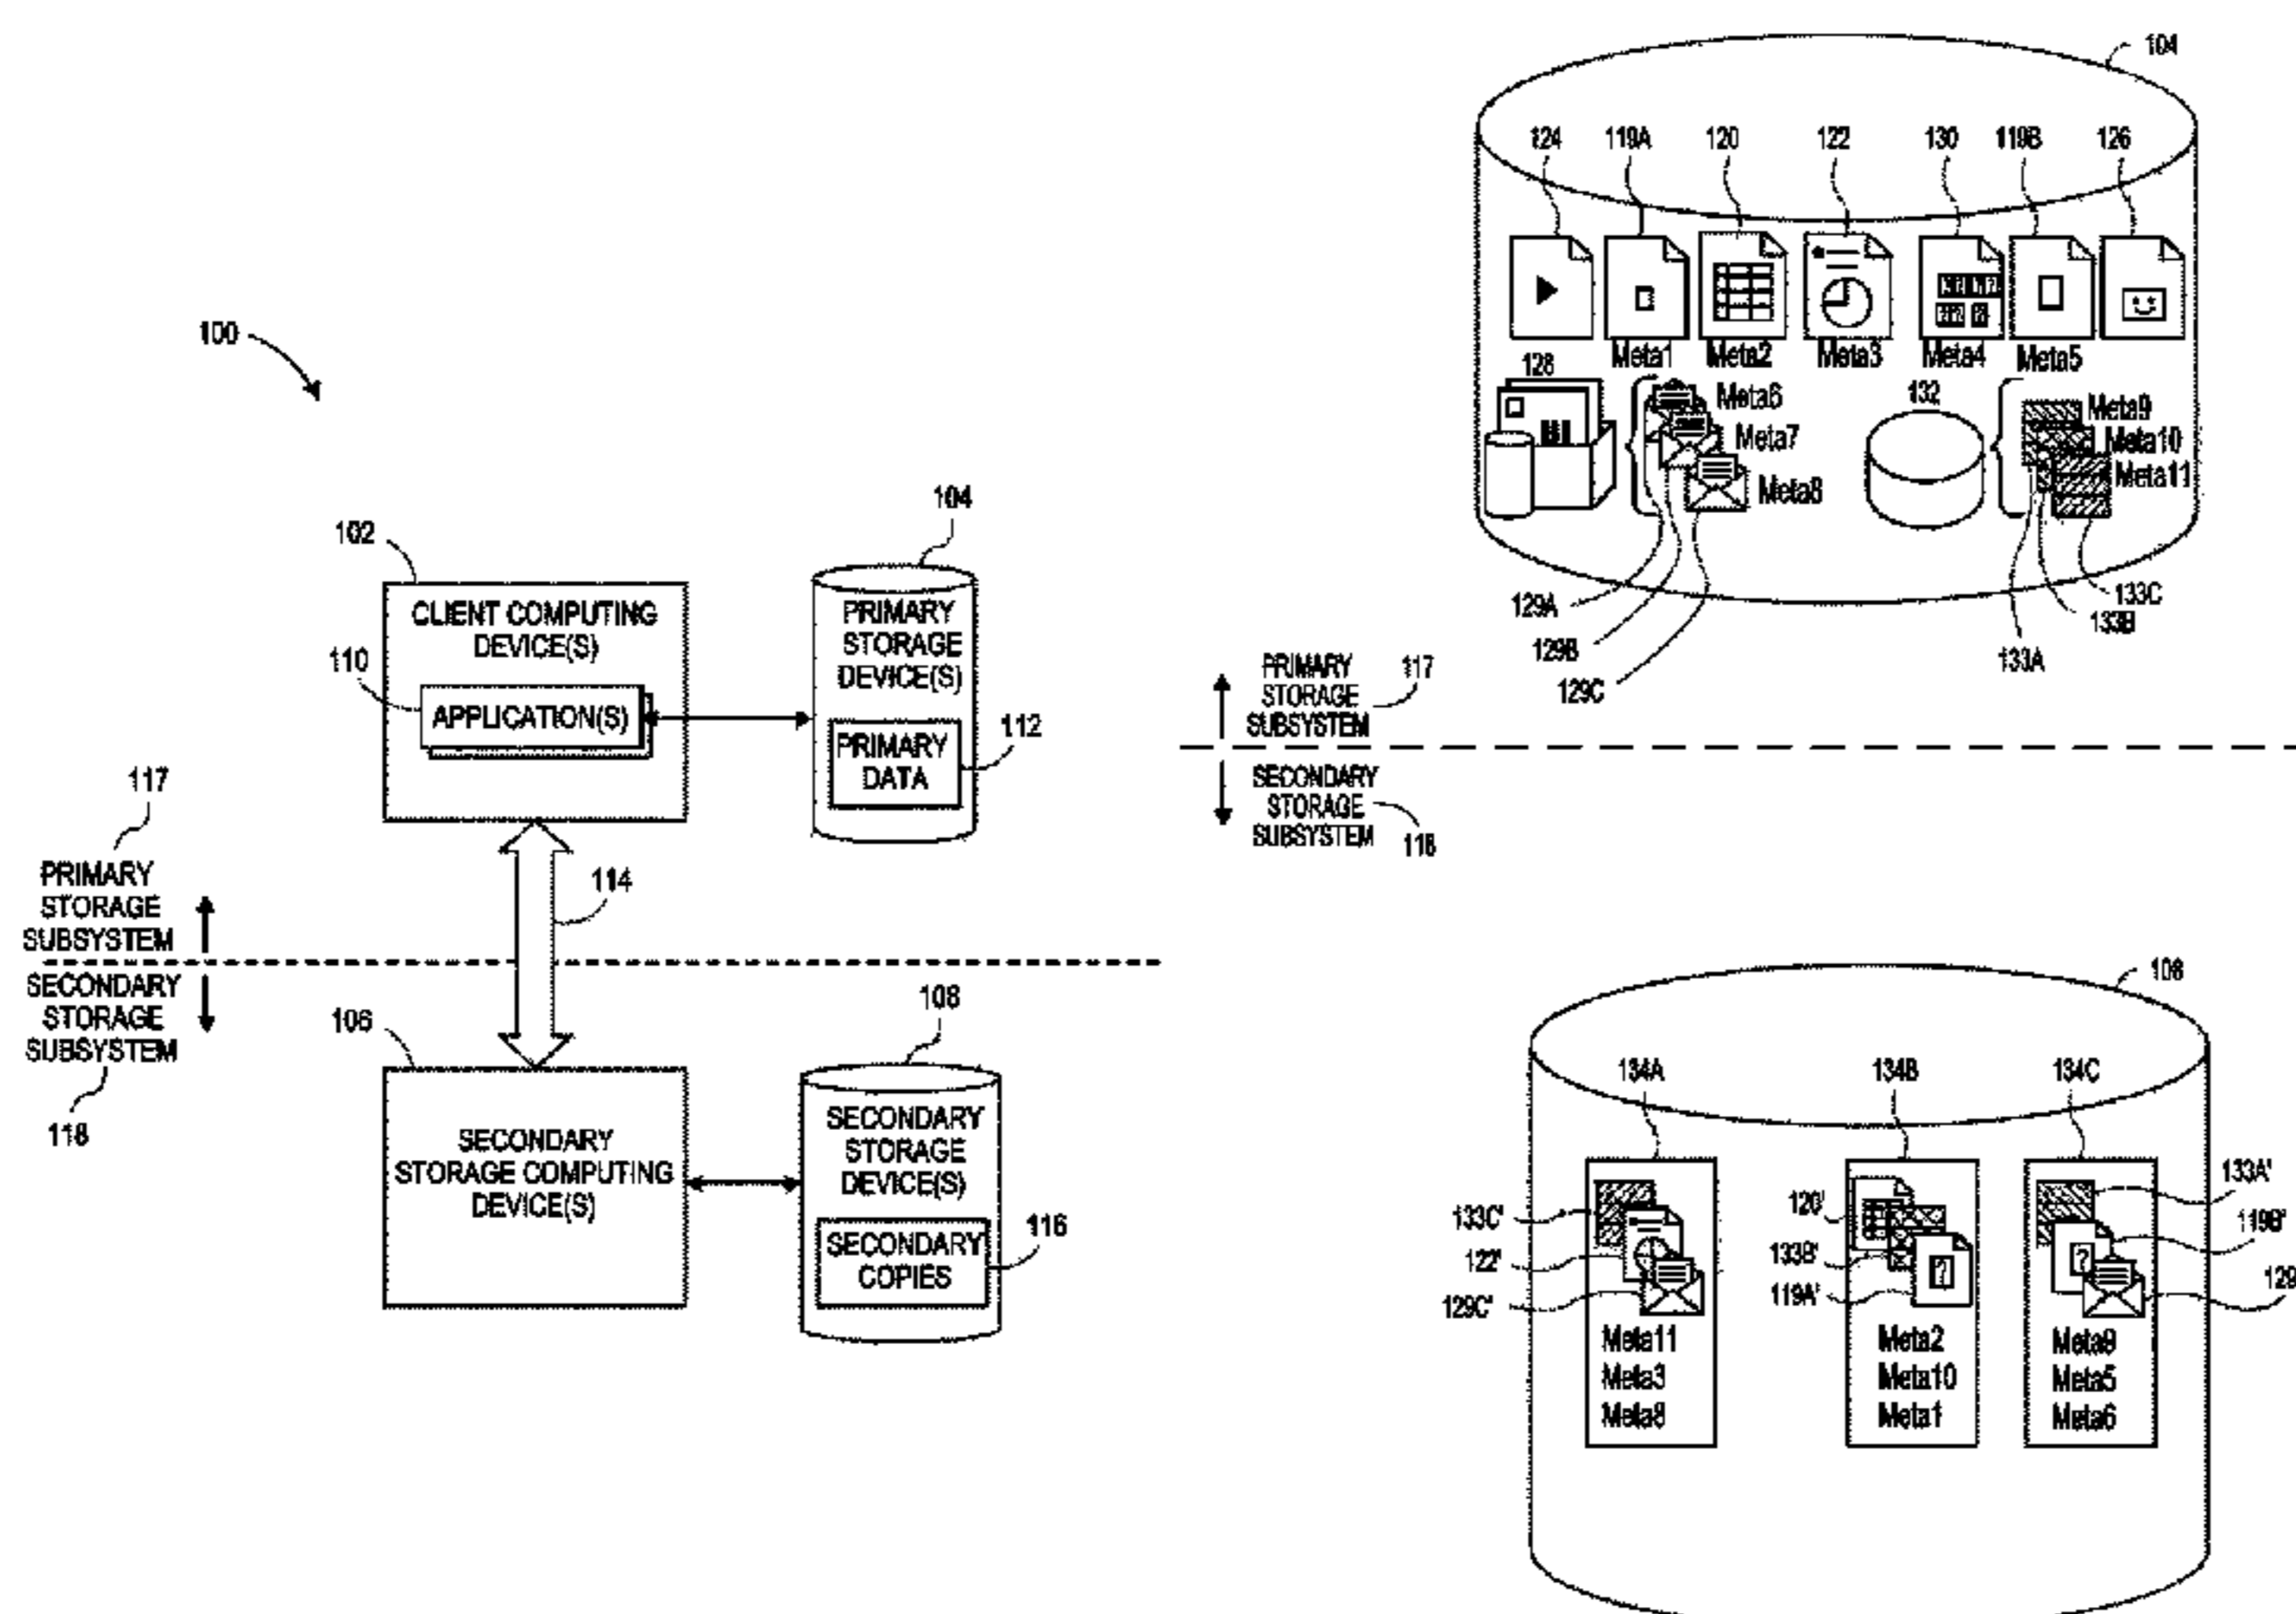 100
102
CLIENT COMPUTING
DEVICE(S)
110
APPLICATION(S)
104
PRIMARY
STORAGE
DEVICE(S)
PRIMARY
DATA
112
117
PRIMARY
STORAGE
SUBSYSTEM
114
SECONDARY
STORAGE
SUBSYSTEM
118
106
SECONDARY
STORAGE COMPUTING
DEVICE(S)
108
SECONDARY
STORAGE
DEVICE(S)
SECONDARY
COPIES
116
104
124
119A
120
122
130
119B
126
Meta1
Meta2
Meta3
Meta4
Meta5
128
Meta6
Meta7
Meta8
132
Meta9
Meta10
Meta11
129A
129B
129C
133A
133B
133C
PRIMARY
STORAGE
SUBSYSTEM
117
SECONDARY
STORAGE
SUBSYSTEM
118
108
134A
134B
134C
133C'
122'
129C'
Meta11
Meta3
Meta8
120'
133B'
119A'
?
Meta2
Meta10
Meta1
133A'
119B'
129
?
Meta9
Meta5
Meta6